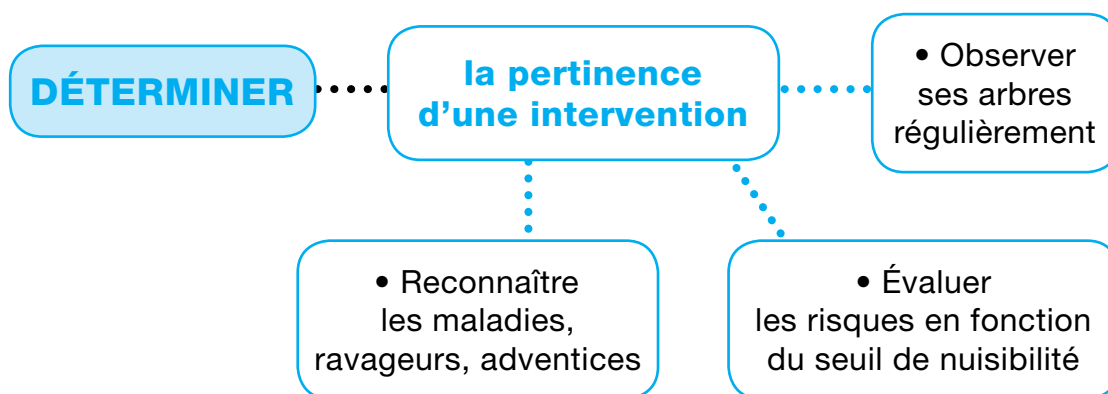 DÉTERMINER
la pertinence
d’une intervention
• Observer
ses arbres
régulièrement
• Reconnaître
les maladies,
ravageurs, adventices
• Évaluer
les risques en fonction
du seuil de nuisibilité